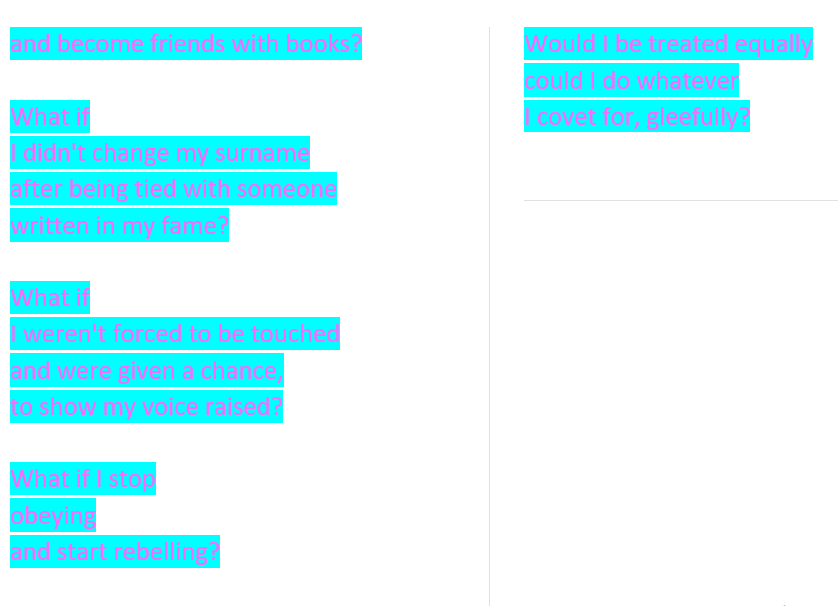 and become friends with books?
What if
I didn't change my surname
after being tied with someone
written in my fame?
What if
I weren't forced to be touched
and were given a chance,
to show my voice raised?
What if I stop
obeying
and start rebelling?
Would I be treated equally
could I do whatever
I covet for, gleefully?